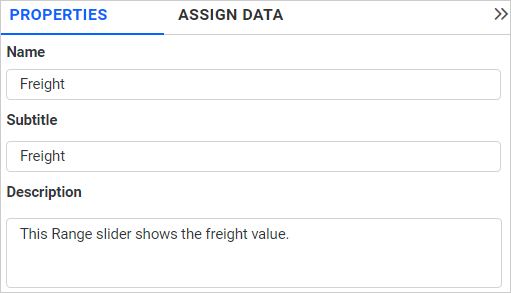 PROPERTIES ASSIGN DATA
Name
Freight
Subtitle
Freight
Description
This Range slider shows the freight value.